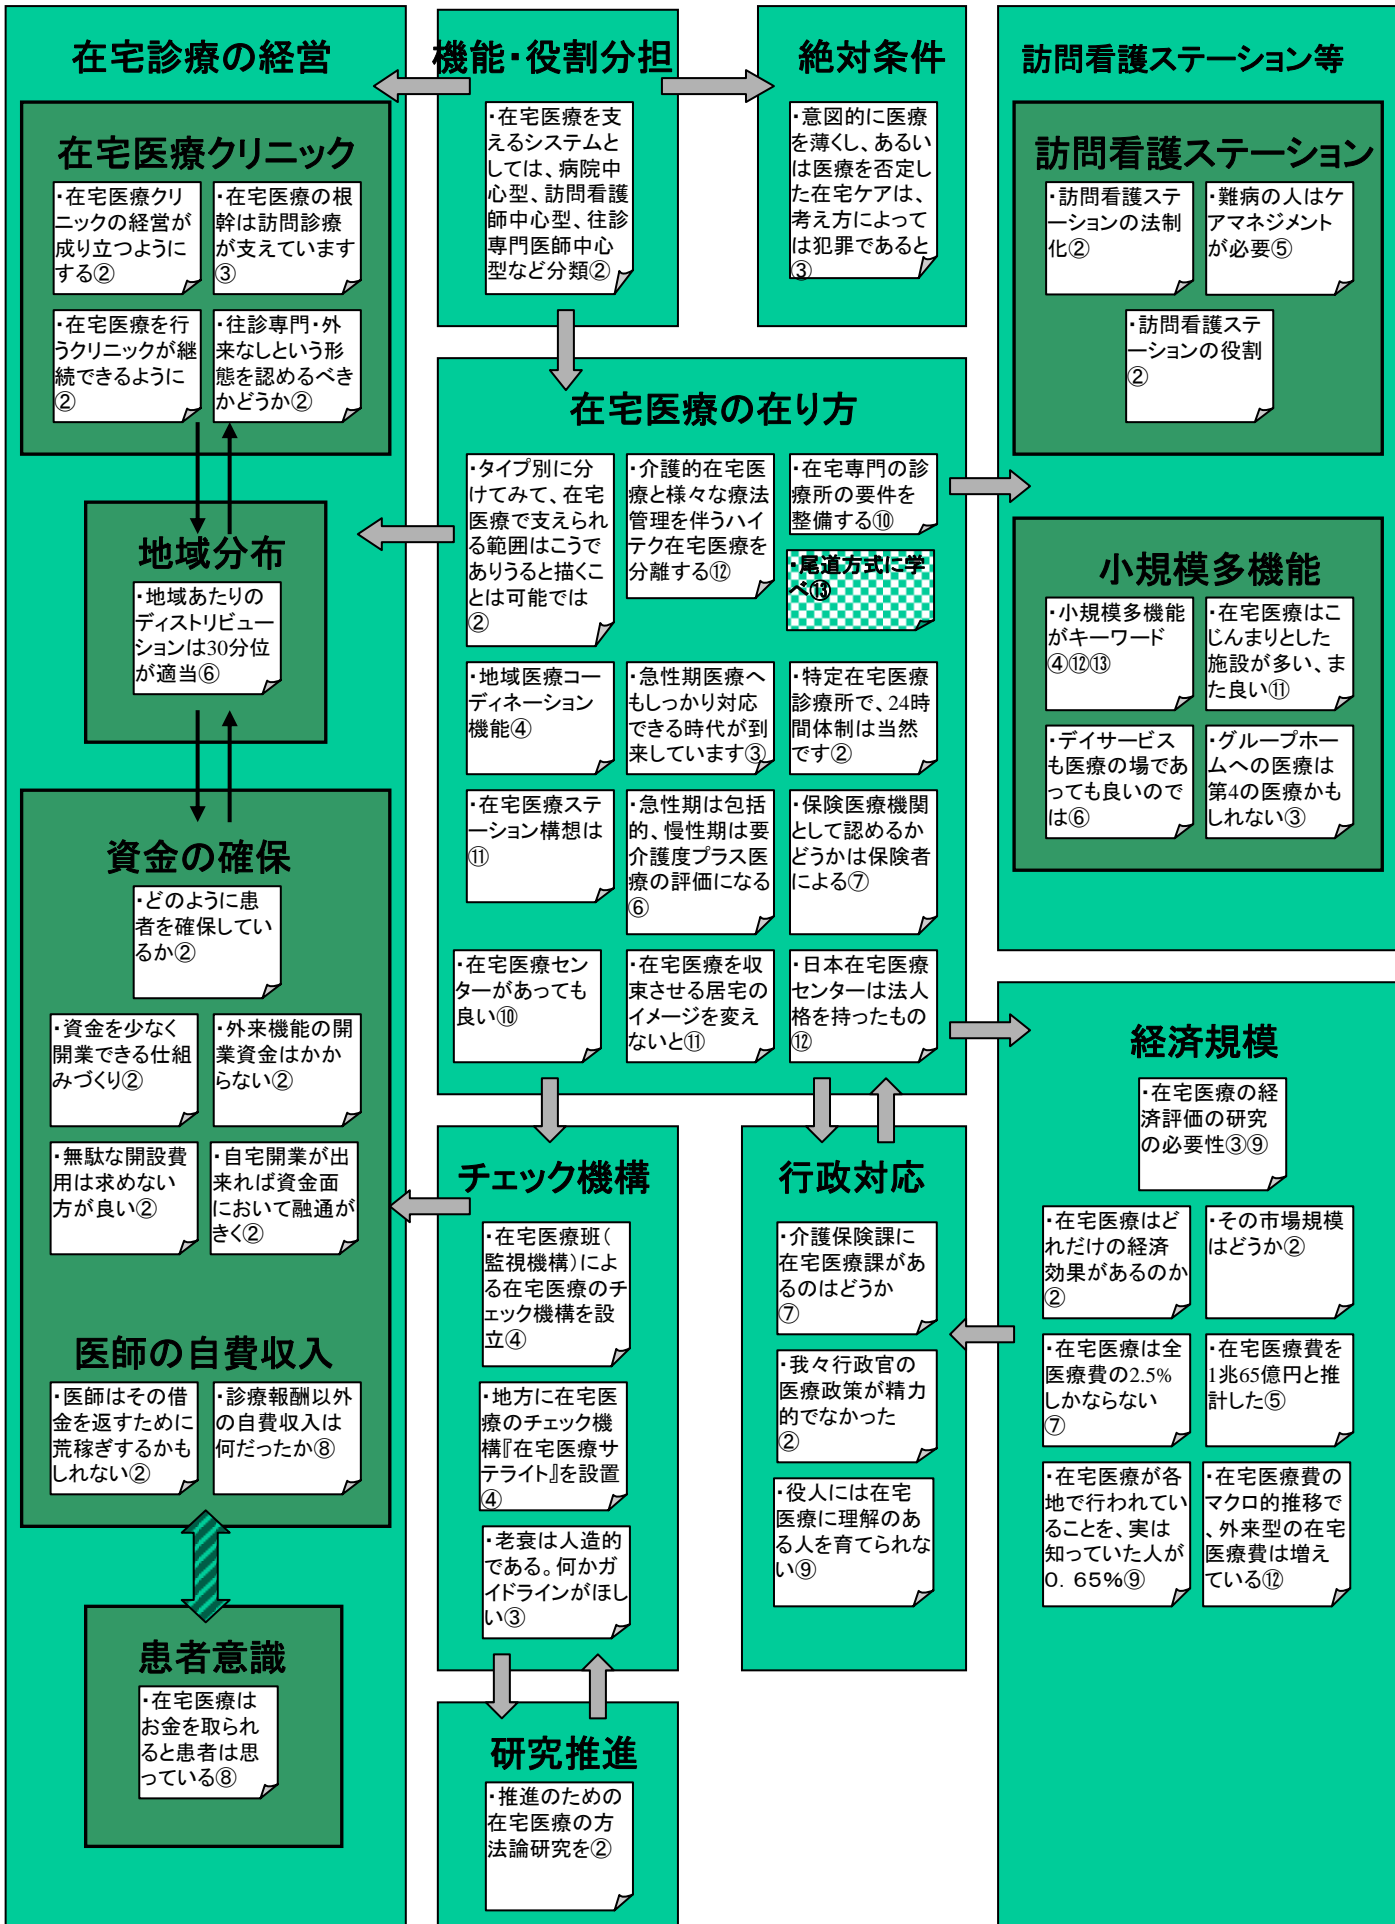 在宅診療の経営
在宅医療クリニック
・在宅医療クリ
ニックの経営が
成り立つように
する②
・在宅医療の根
幹は訪問診療
が支えています
③
・在宅医療を行
うクリニックが継
続できるように
②
・往診専門・外
来なしという形
態を認めるべき
かどうか②
地域分布
・地域あたりの
ディストリビュー
ションは30分位
が適当⑥
資金の確保
・どのように患
者を確保してい
るか②
・資金を少なく
開業できる仕組
みづくり②
・外来機能の開
業資金はかか
らない②
・無駄な開設費
用は求めない
方が良い②
・自宅開業が出
来れば資金面
において融通が
きく②
医師の自費収入
・医師はその借
金を返すために
荒稼ぎするかも
しれない②
・診療報酬以外
の自費収入は
何だったか⑧
患者意識
・在宅医療は
お金を取られ
ると患者は思
っている⑧
機能・役割分担
・在宅医療を支
えるシステムと
しては、病院中
心型、訪問看護
師中心型、往診
専門医師中心
型など分類②
絶対条件
・意図的に医療
を薄くし、あるい
は医療を否定し
た在宅ケアは、
考え方によって
は犯罪であると
③
在宅医療の在り方
・タイプ別に分
けてみて、在宅
医療で支えられ
る範囲はこうで
ありうると描くこ
とは可能では
②
・介護的在宅医
療と様々な療法
管理を伴うハイ
テク在宅医療を
分離する⑫
・在宅専門の診
療所の要件を
整備する⑩
・尾道方式に学
べ⑬
・地域医療コー
ディネーション
機能④
・急性期医療へ
もしっかり対応
できる時代が到
来しています③
・特定在宅医療
診療所で、24時
間体制は当然
です②
・在宅医療ステ
ーション構想は
⑪
・急性期は包括
的、慢性期は要
介護度プラス医
療の評価になる
⑥
・保険医療機関
として認めるか
どうかは保険者
による⑦
・在宅医療セン
ターがあっても
良い⑩
・在宅医療を収
束させる居宅の
イメージを変え
ないと⑪
・日本在宅医療
センターは法人
格を持ったもの
⑫
チェック機構
・在宅医療班(
監視機構)によ
る在宅医療のチ
ェック機構を設
立④
・地方に在宅医
療のチェック機
構『在宅医療サ
テライト』を設置
④
・老衰は人造的
である。何かガ
イドラインがほし
い③
研究推進
・推進のための
在宅医療の方
法論研究を②
行政対応
・介護保険課に
在宅医療課があ
るのはどうか
⑦
・我々行政官の
医療政策が精力
的でなかった
②
・役人には在宅
医療に理解のあ
る人を育てられな
い⑨
訪問看護ステーション等
訪問看護ステーション
・訪問看護ステ
ーションの法制
化②
・難病の人はケ
アマネジメント
が必要⑤
・訪問看護ステ
ーションの役割
②
小規模多機能
・小規模多機能
がキーワード
④⑫⑬
・在宅医療はこ
じんまりとした
施設が多い、ま
た良い⑪
・デイサービス
も医療の場であ
っても良いので
は⑥
・グループホー
ムへの医療は
第4の医療かも
しれない③
経済規模
・在宅医療の経
済評価の研究
の必要性③⑨
・在宅医療はど
れだけの経済
効果があるのか
②
・その市場規模
はどうか②
・在宅医療は全
医療費の2.5%
しかならない
⑦
・在宅医療費を
1兆65億円と推
計した⑤
・在宅医療が各
地で行われてい
ることを、実は
知っていた人が
0．65%⑨
・在宅医療費の
マクロ的推移で
、外来型の在宅
医療費は増え
ている⑫